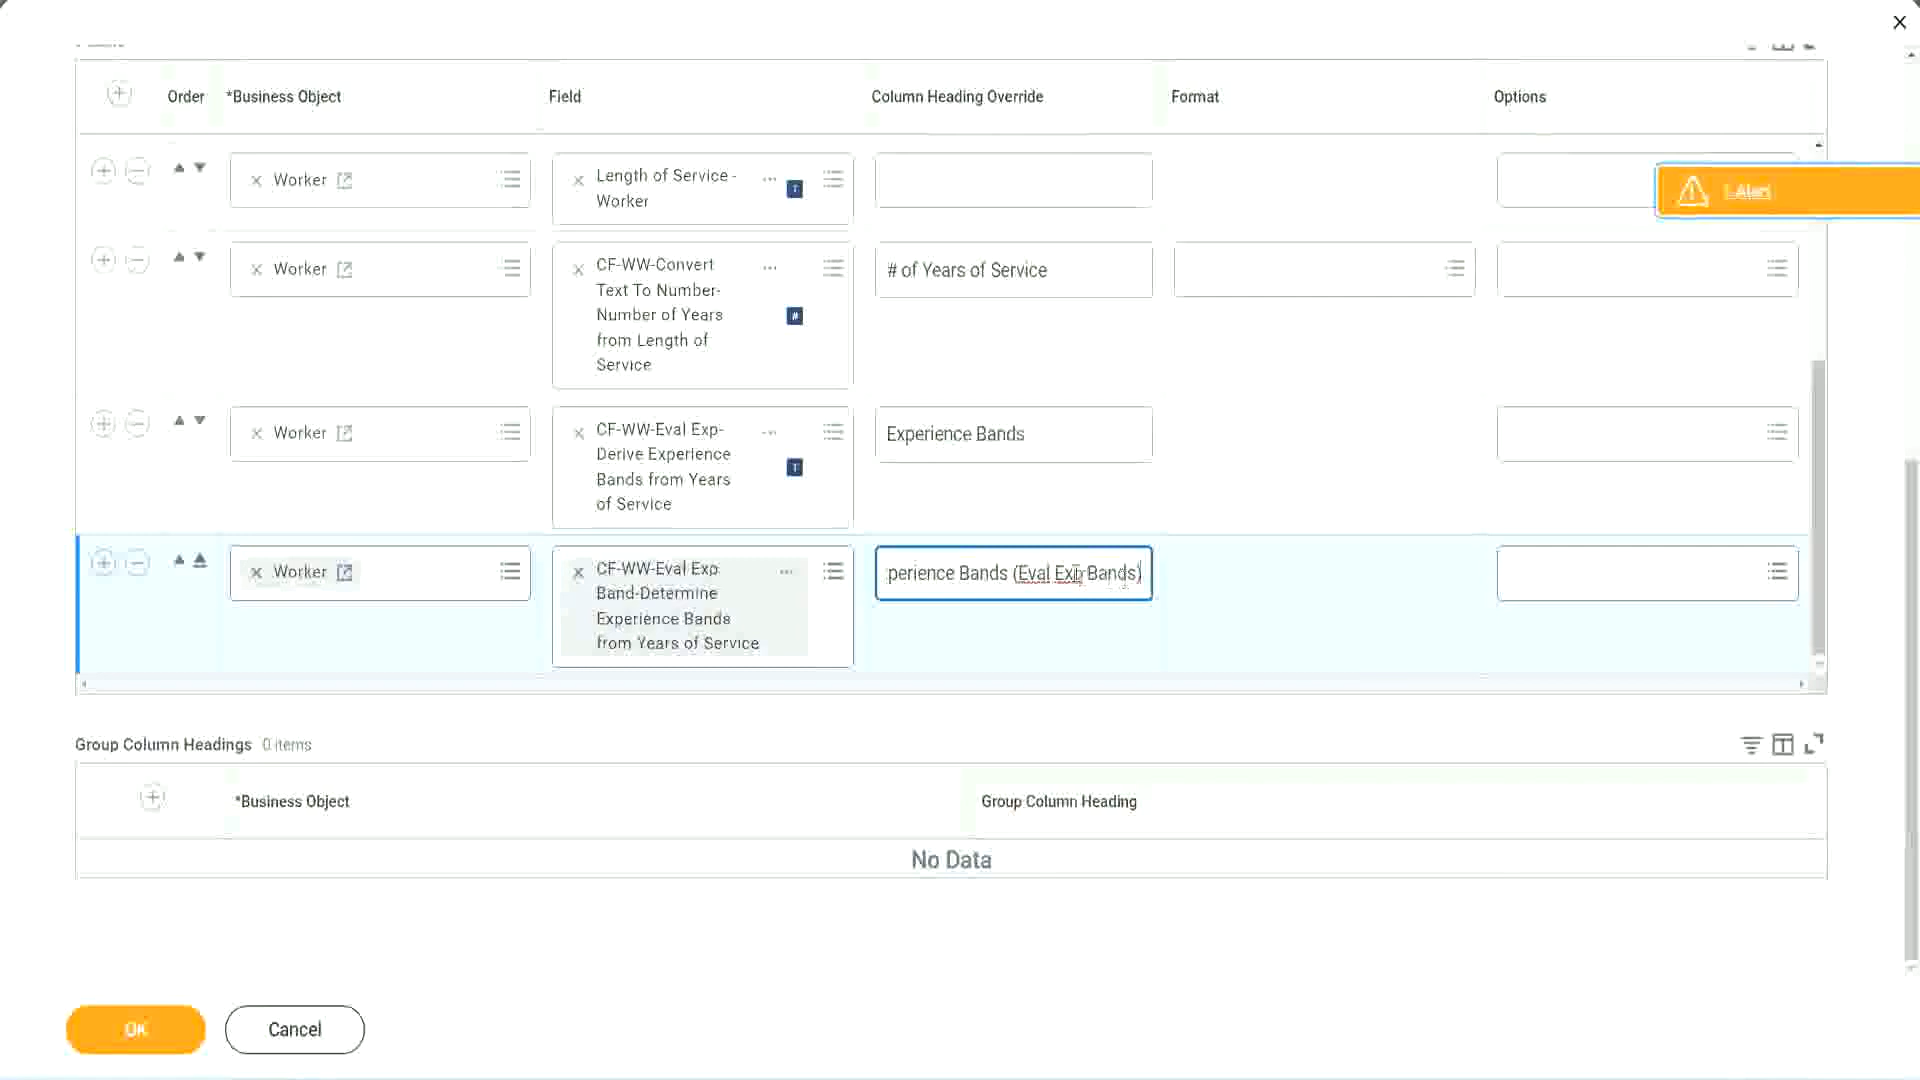 Order *Business Object Field Column Heading Override Format Options
Worker
Length of Service -
Worker
1 Alert
Worker
CF-WW-Convert
Text To Number-
Number of Years
from Length of
Service
# of Years of Service
Worker
CF-WW-Eval Exp-
Derive Experience
Bands from Years
of Service
Experience Bands
Worker
CF-WW-Eval Exp
Band-Determine
Experience Bands
from Years of Service
perience Bands (Eval Exp Bands)
Group Column Headings 0 items
*Business Object Group Column Heading
No Data
OK Cancel